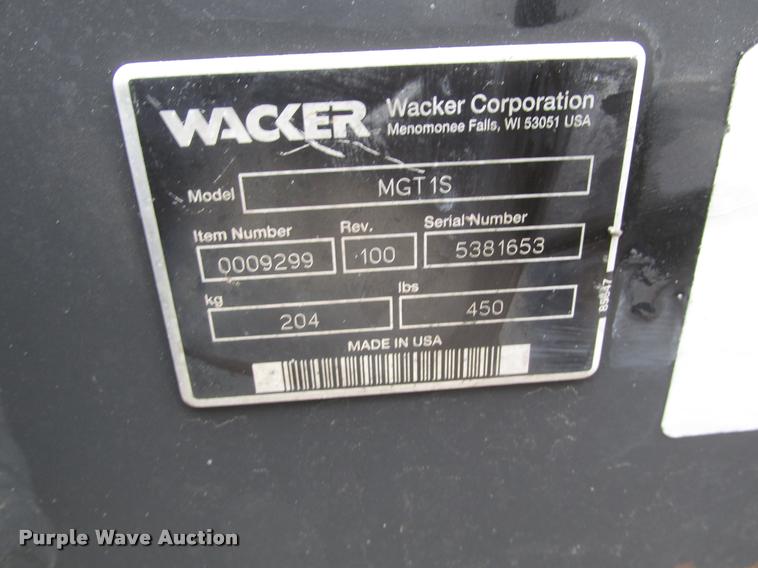 WACKER
Wacker Corporation
Menomonee Falls, WI 53051 USA
Model MGT1S
Item Number Rev. Serial Number
0009299 100 5381653
kg lbs
204 450
MADE IN USA
Purple Wave Auction